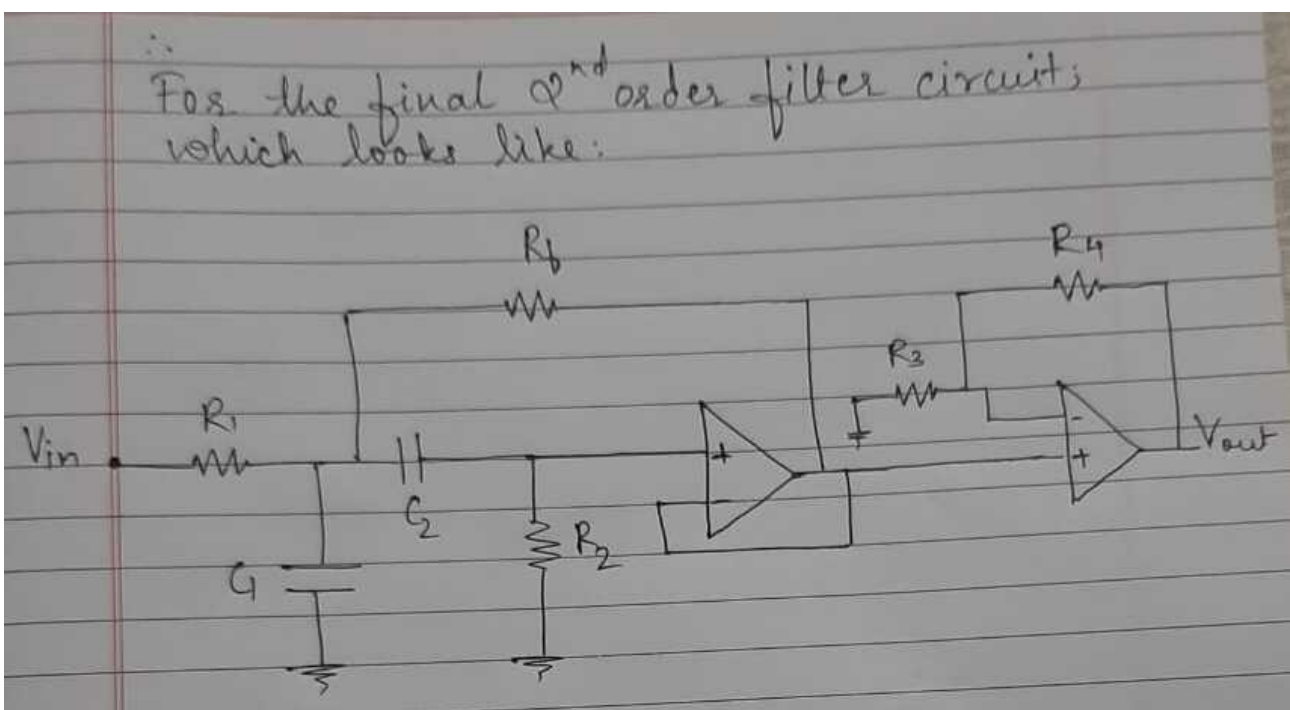 ∴
For the final 2nd order filter circuit;
which looks like:
Rf
R4
R3
R1
Vin
+
-
-
+
Vout
C2
R2
C1